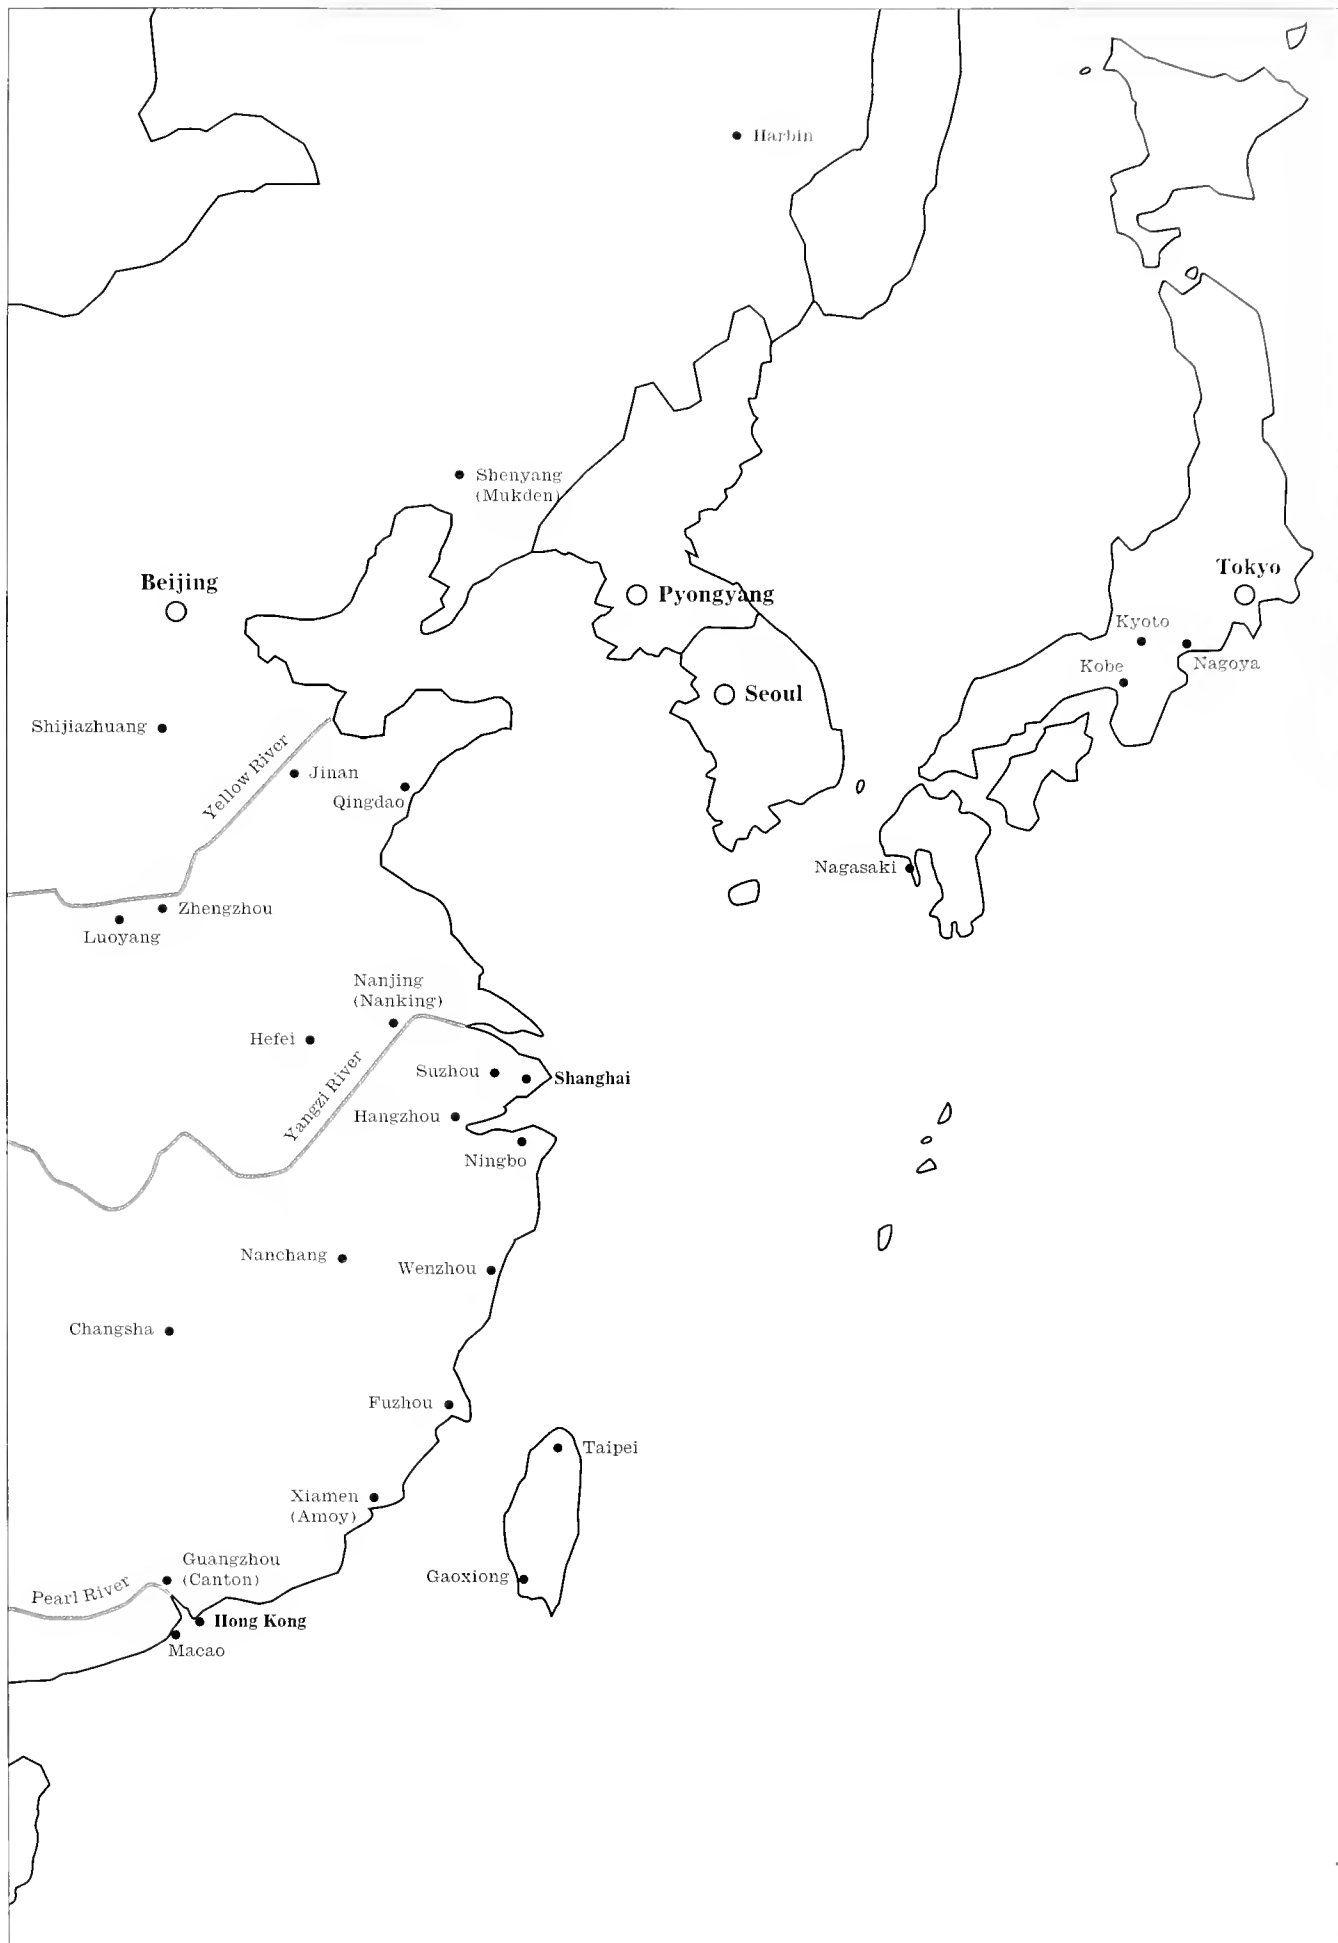 Harbin
Shenyang
(Mukden)
Beijing
Pyongyang
Tokyo
Kyoto
Kobe
Nagoya
Seoul
Shijiazhuang
Yellow River
Jinan
Qingdao
Nagasaki
Zhengzhou
Luoyang
Nanjing
(Nanking)
Hefei
Yangzi River
Suzhou
Shanghai
Hangzhou
Ningbo
Nanchang
Wenzhou
Changsha
Fuzhou
Taipei
Xiamen
(Amoy)
Guangzhou
(Canton)
Gaoxiong
Pearl River
Hong Kong
Macao